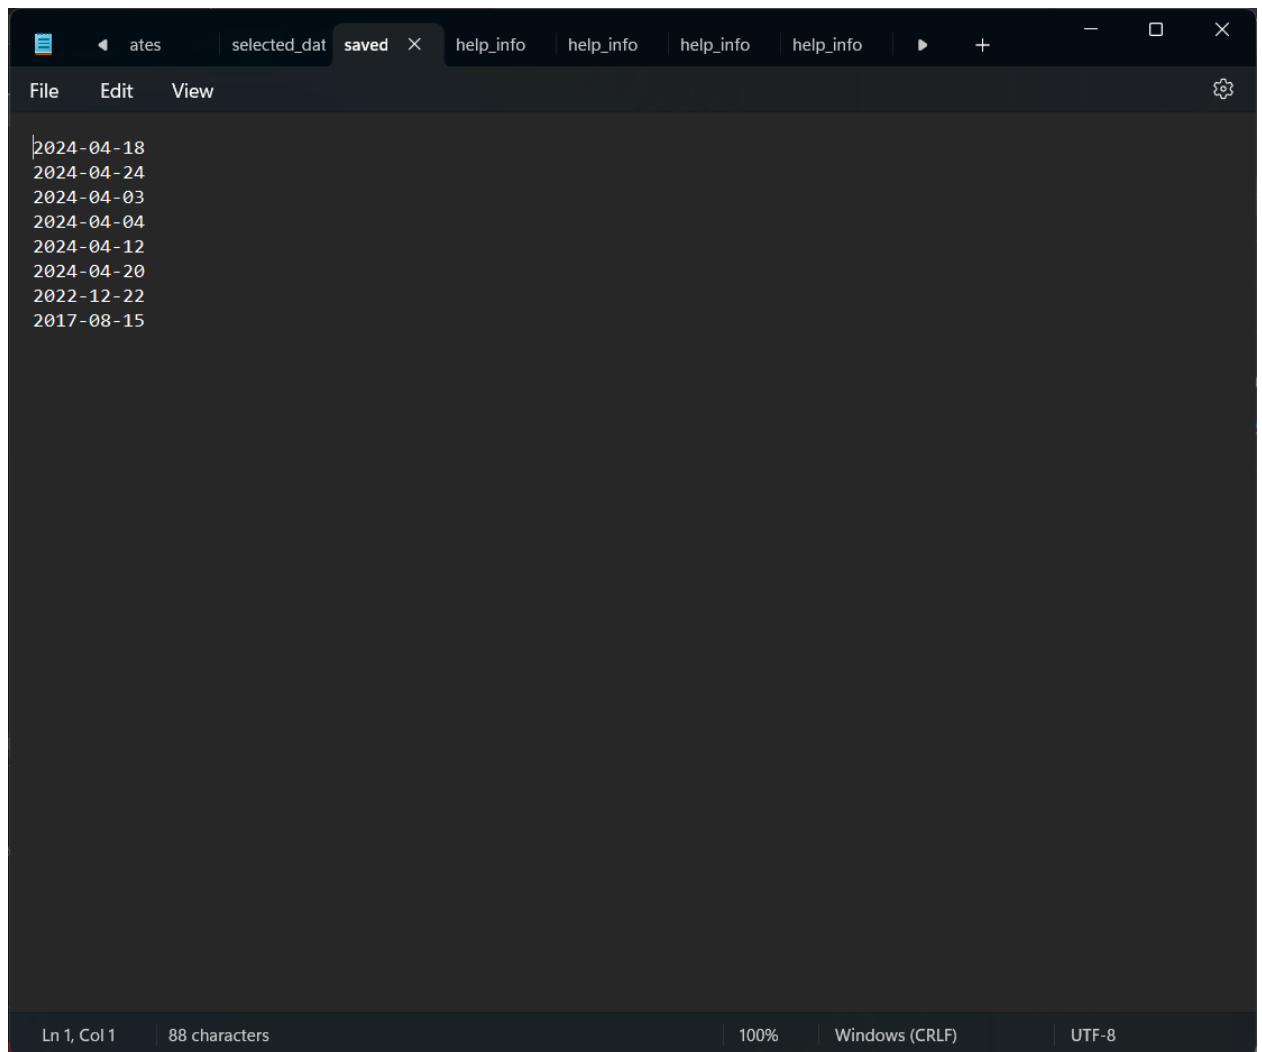 ates selected_dat saved help_info help_info help_info help_info
File Edit View
2024-04-18
2024-04-24
2024-04-03
2024-04-04
2024-04-12
2024-04-20
2022-12-22
2017-08-15
Ln 1, Col 1 88 characters 100% Windows (CRLF) UTF-8